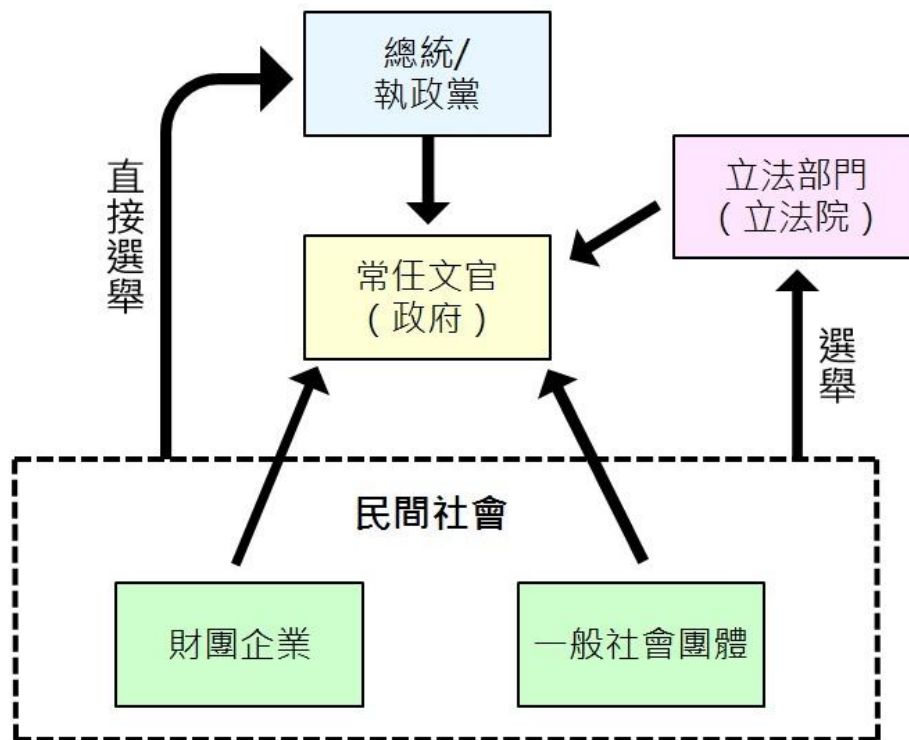 總統/
執政黨
直接選舉
立法部門
（立法院）
常任文官
（政府）
選舉
民間社會
財團企業
一般社會團體